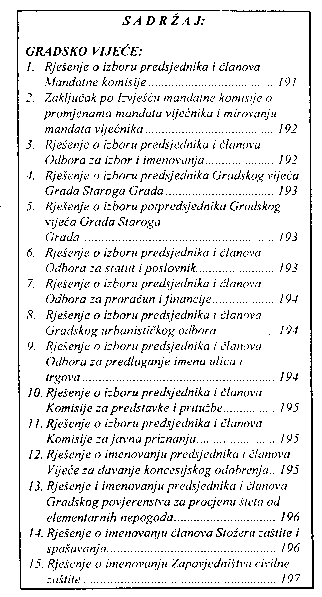 SADRŽAJ:
GRADSKO VIJEĆE:
1. Rješenje o izboru predsjednika i članova
Mandatne komisije ........................... 191
2. Zaključak po Izvješću mandatne komisije o
promjenama mandata vijećnika i mirovanju
mandata vijećnika ........................... 192
3. Rješenje o izboru predsjednika i članova
Odbora za izbor i imenovanja ................ 192
4. Rješenje o izboru predsjednika Gradskog vijeća
Grada Staroga Grada ......................... 193
5. Rješenje o izboru potpredsjednika Gradskog
vijeća Grada Staroga
Grada ....................................... 193
6. Rješenje o izboru predsjednika i članova
Odbora za statut i poslovnik ................ 193
7. Rješenje o izboru predsjednika i članova
Odbora za proračun i financije .............. 194
8. Rješenje o izboru predsjednika i članova
Gradskog urbanističkog odbora ............... 194
9. Rješenje o izboru predsjednika i članova
Odbora za predlaganje imena ulica i
trgova ...................................... 194
10. Rješenje o izboru predsjednika i članova
Komisije za predstavke i pritužbe ........... 195
11. Rješenje o izboru predsjednika i članova
Komisije za javna priznanja ................. 195
12. Rješenje o imenovanju predsjednika i članova
Vijeće za davanje koncesijskog odobrenja .. 195
13. Rješenje i imenovanju predsjednika i članova
Gradskog povjerenstva za procjenu šteta od
elementarnih nepogoda ....................... 196
14. Rješenje o imenovanju članova Stožera zaštite i
spašavanja .................................. 196
15. Rješenje o imenovanju Zapovjedništva civilne
zaštite ..................................... 197